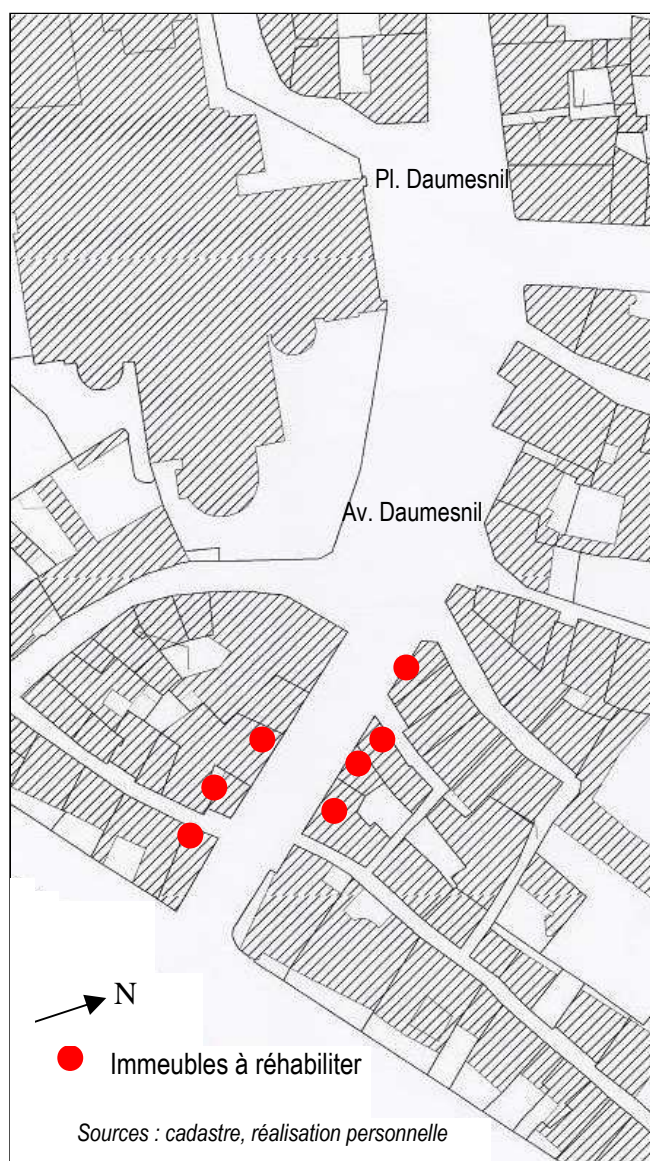 Pl. Daumesnil
Av. Daumesnil
N
Immeubles à réhabiliter
Sources : cadastre, réalisation personnelle